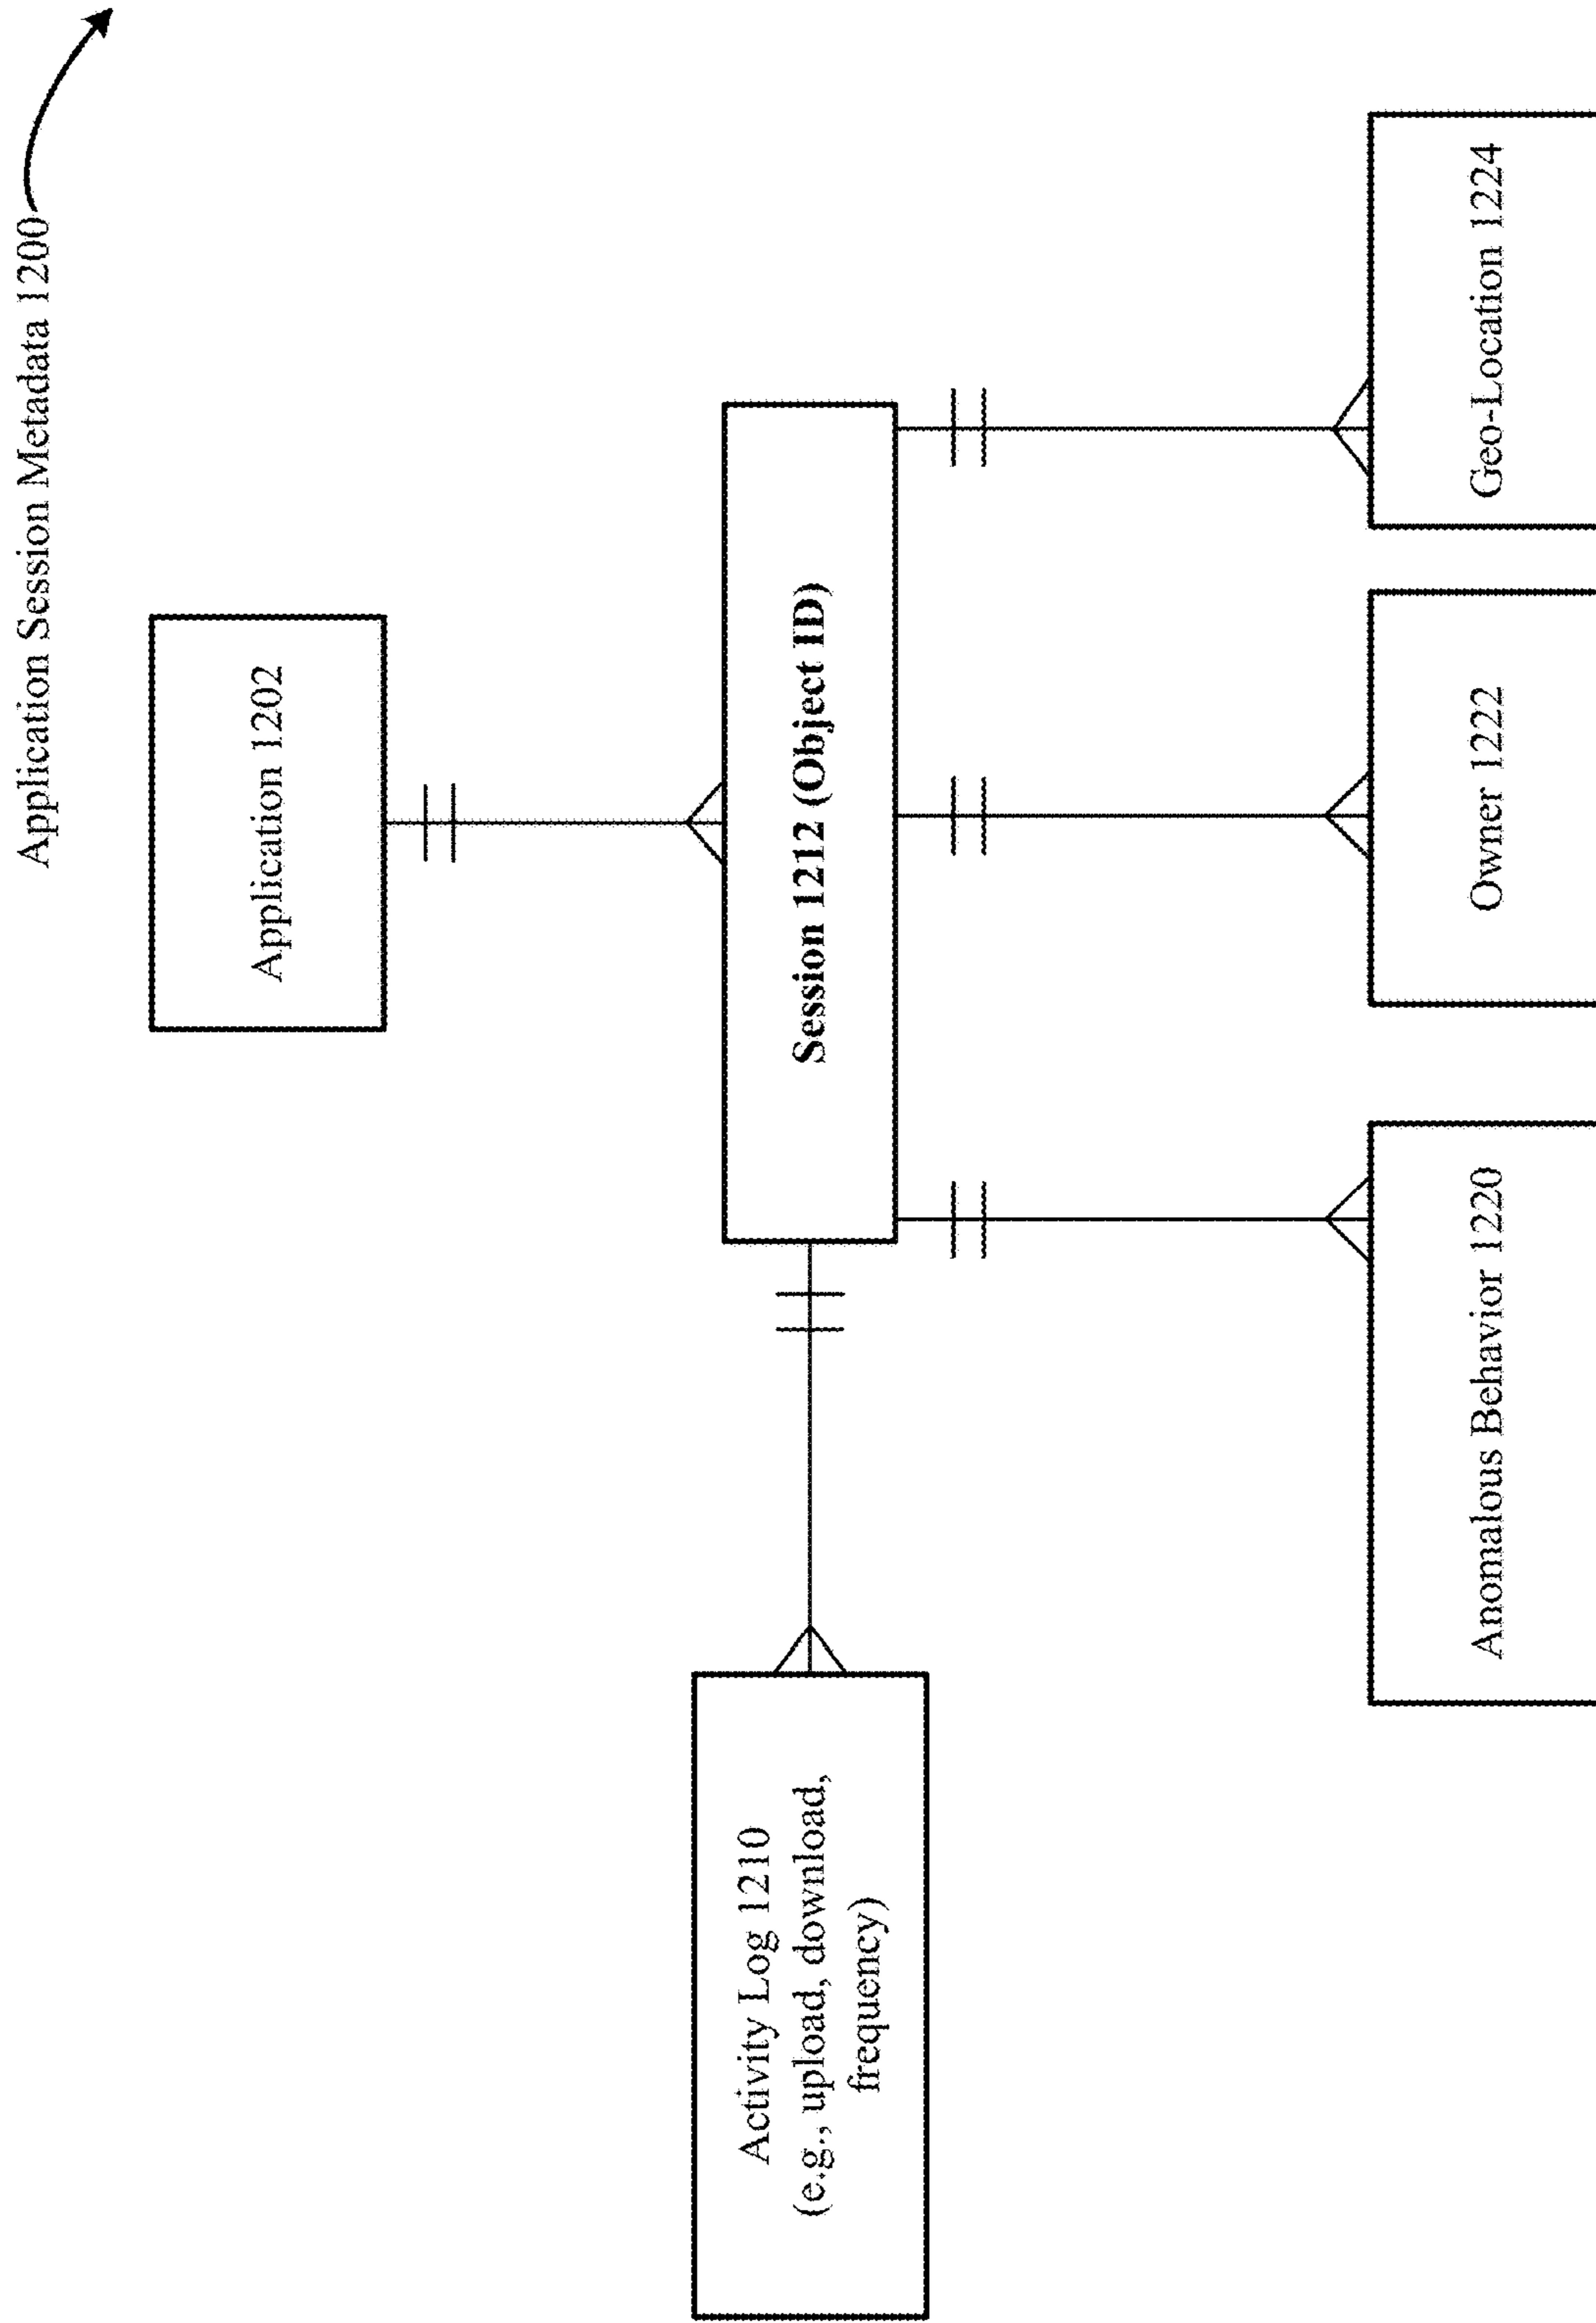 Application Session Metadata 1200
Application 1202
Activity Log 1210
(e.g., upload, download,
frequency)
Session 1212 (Object ID)
Anomalous Behavior 1220
Owner 1222
Geo-Location 1224